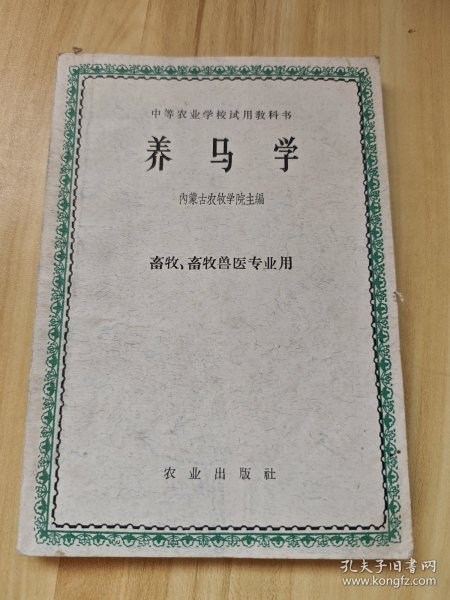 中等农业学校试用教科书
养马学
内蒙古农牧学院主編
畜牧、畜牧兽医专业用
农业出版社
孔夫子旧书网
www.kongfz.com